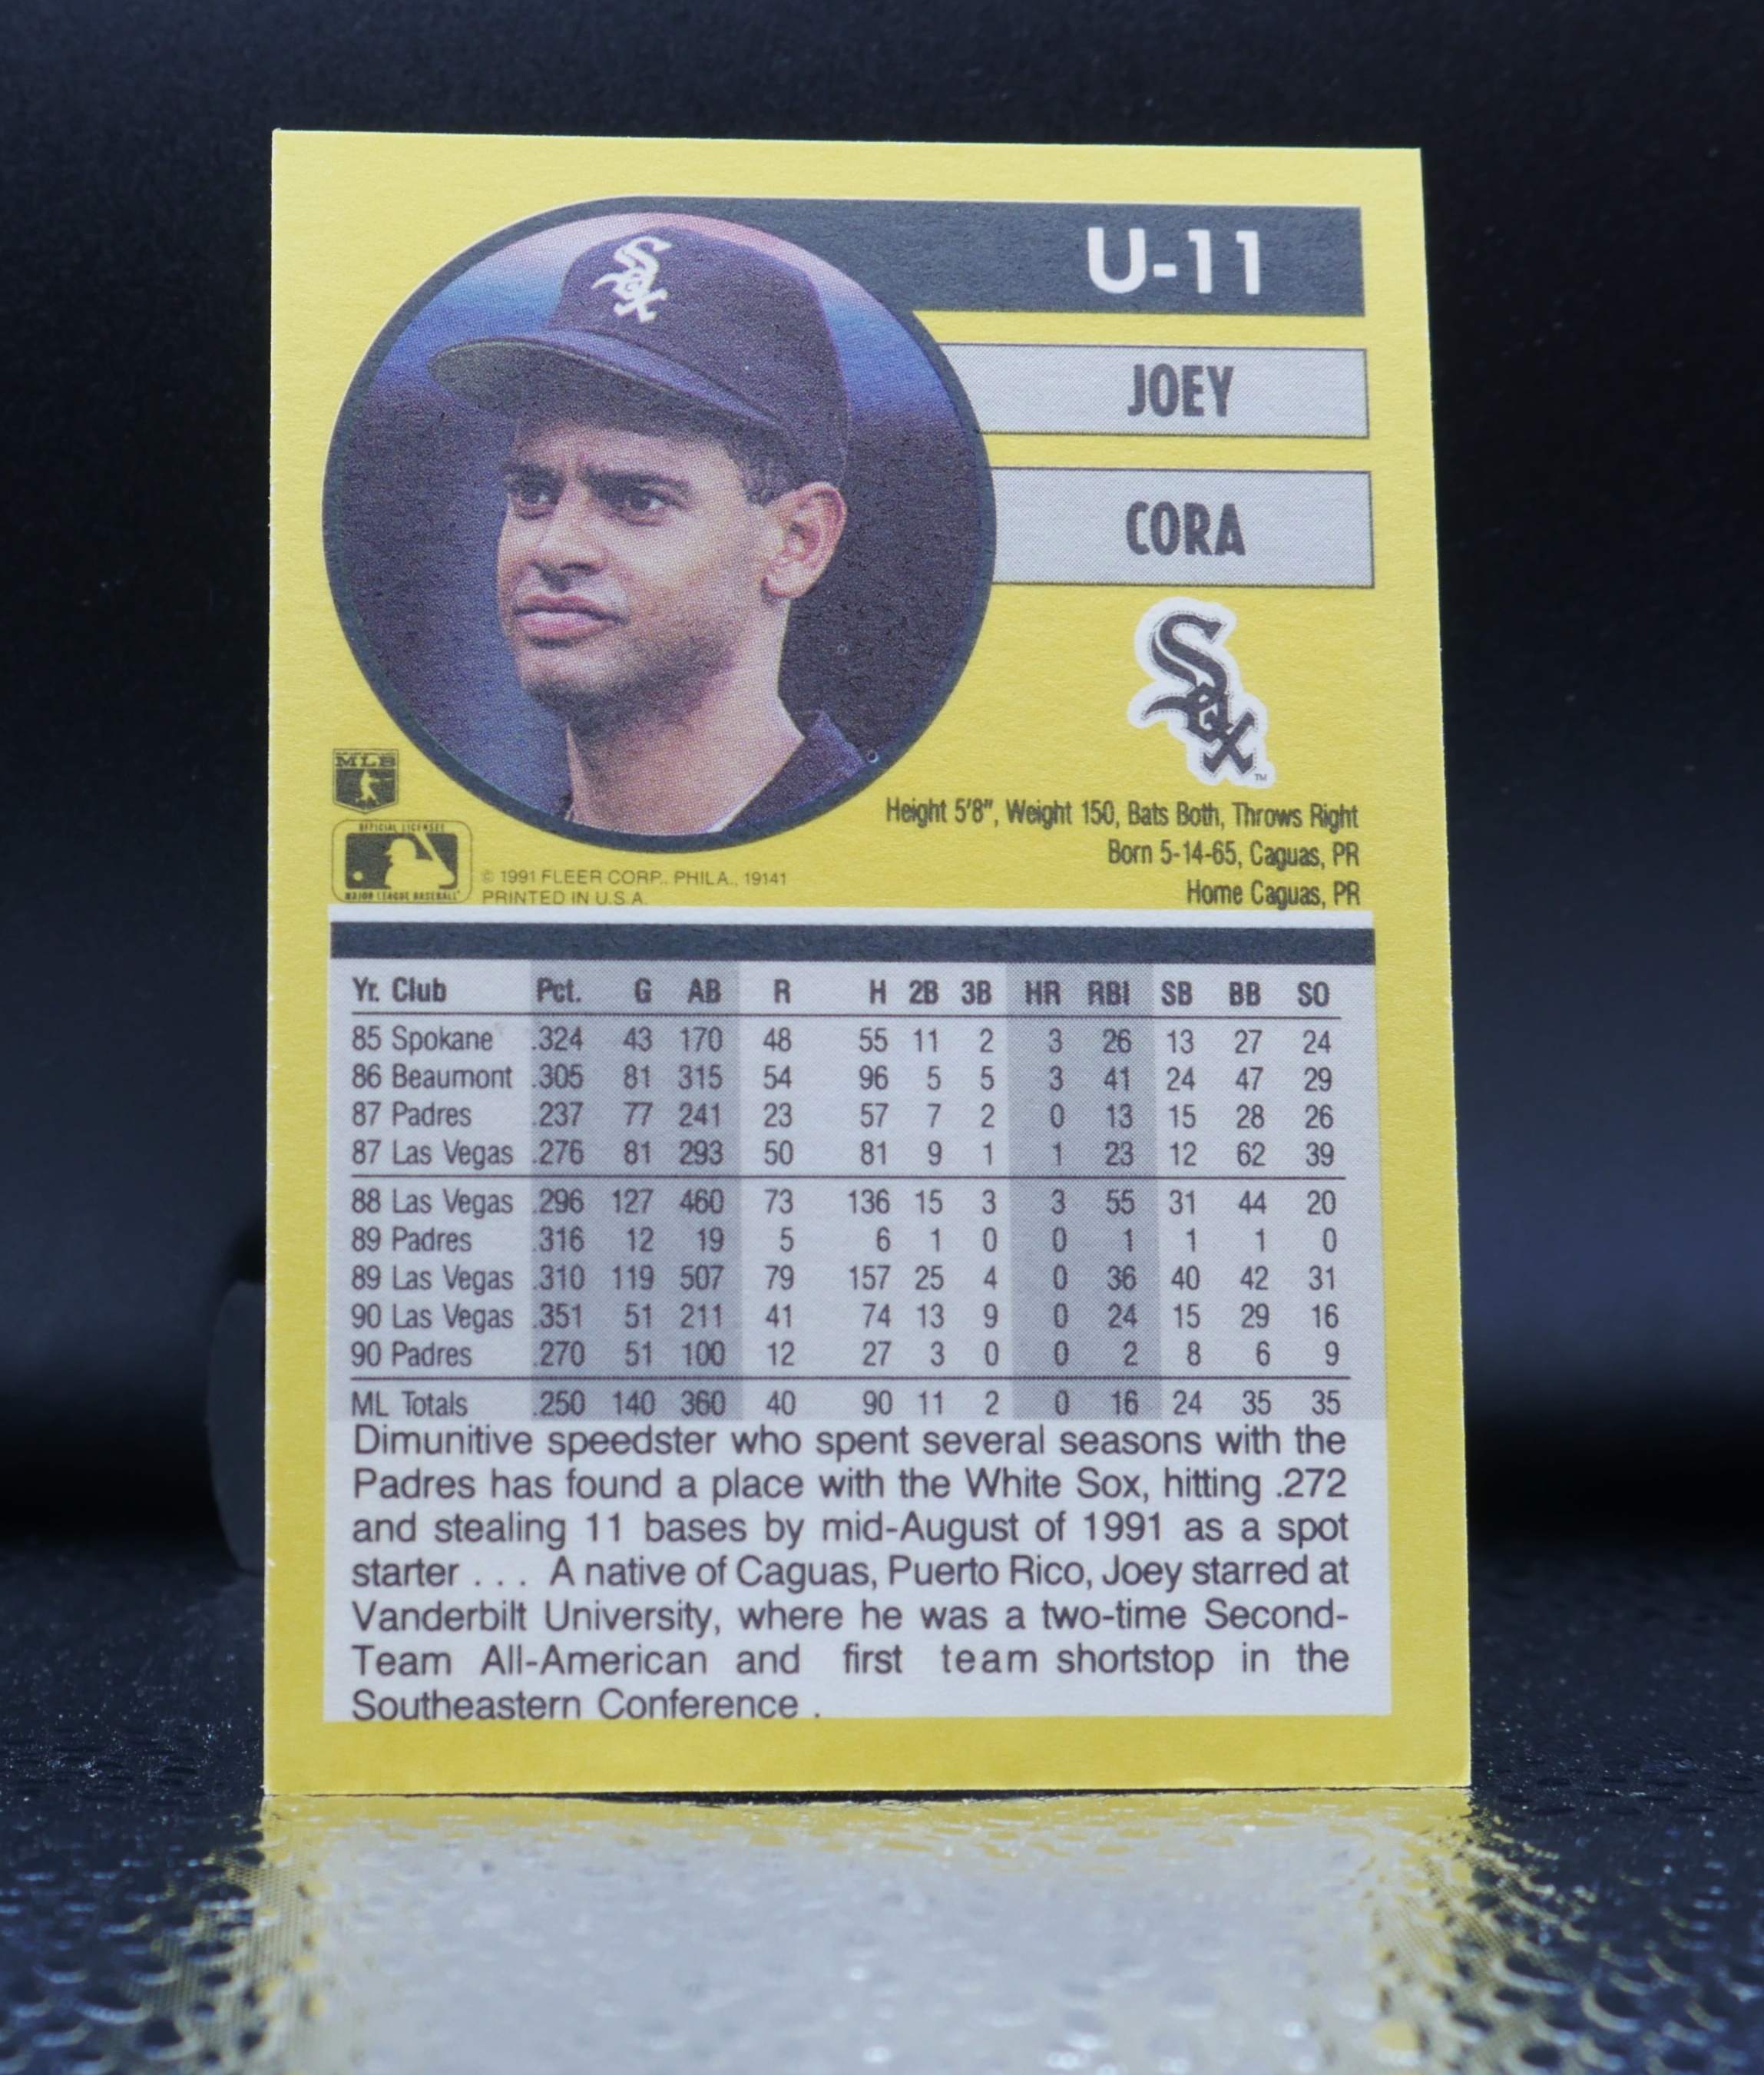 Sox
U-11
JOEY
CORA
Sox
TM
MLB
OFFICIAL LICENSEE
MAJOR LEAGUE BASEBALL
© 1991 FLEER CORP., PHILA., 19141
PRINTED IN U.S.A.
Height 5'8", Weight 150, Bats Both, Throws Right
Born 5-14-65, Caguas, PR
Home Caguas, PR
Yr. Club Pct. G AB R H 2B 3B HR RBI SB BB SO
85 Spokane .324 43 170 48 55 11 2 3 26 13 27 24
86 Beaumont .305 81 315 54 96 5 5 3 41 24 47 29
87 Padres .237 77 241 23 57 7 2 0 13 15 28 26
87 Las Vegas .276 81 293 50 81 9 1 1 23 12 62 39
88 Las Vegas .296 127 460 73 136 15 3 3 55 31 44 20
89 Padres .316 12 19 5 6 1 0 0 1 1 1 0
89 Las Vegas .310 119 507 79 157 25 4 0 36 40 42 31
90 Las Vegas .351 51 211 41 74 13 9 0 24 15 29 16
90 Padres .270 51 100 12 27 3 0 0 2 8 6 9
ML Totals .250 140 360 40 90 11 2 0 16 24 35 35
Dimunitive speedster who spent several seasons with the
Padres has found a place with the White Sox, hitting .272
and stealing 11 bases by mid-August of 1991 as a spot
starter . . . A native of Caguas, Puerto Rico, Joey starred at
Vanderbilt University, where he was a two-time Second-
Team All-American and first team shortstop in the
Southeastern Conference .